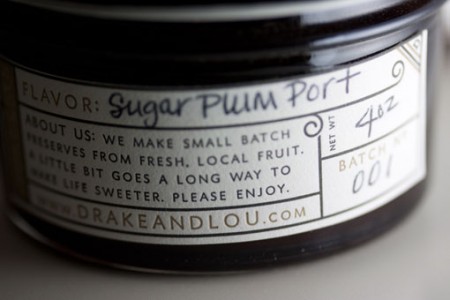 FLAVOR: Sugar PLUM Port
ABOUT US: WE MAKE SMALL BATCH
PRESERVES FROM FRESH, LOCAL FRUIT.
A LITTLE BIT GOES A LONG WAY TO
MAKE LIFE SWEETER. PLEASE ENJOY.
WWW.DRAKEANDLOU.COM
NET WT 4oz
BATCH
001